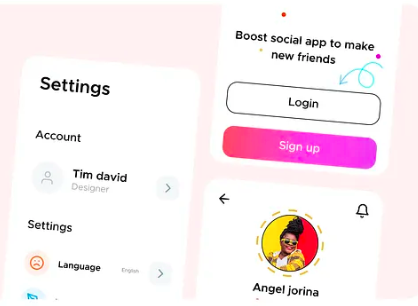 Settings
Account
Tim david
Designer
Settings
Language
English
Boost social app to make
new friends
Login
Sign up
Angel jorina